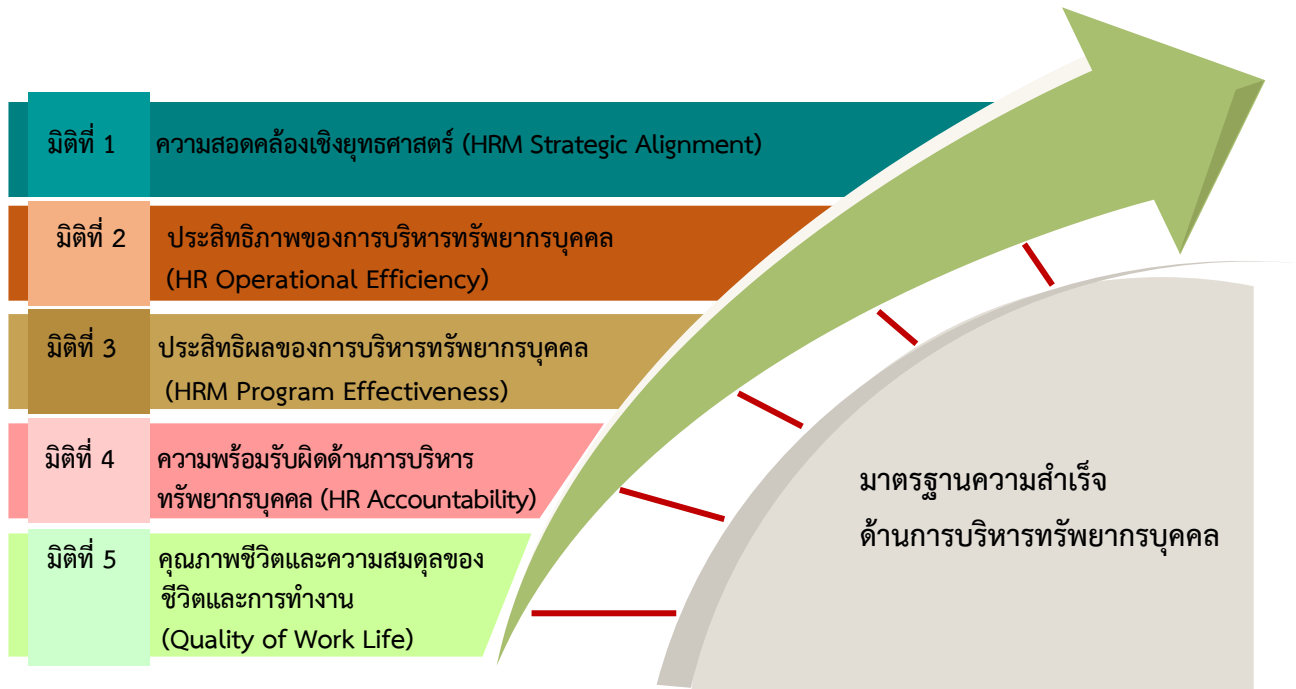 มิติที่ 1 ความสอดคล้องเชิงยุทธศาสตร์ (HRM Strategic Alignment)
มิติที่ 2 ประสิทธิภาพของการบริหารทรัพยากรบุคคล
(HR Operational Efficiency)
มิติที่ 3 ประสิทธิผลของการบริหารทรัพยากรบุคคล
(HRM Program Effectiveness)
มิติที่ 4 ความพร้อมรับผิดด้านการบริหาร
ทรัพยากรบุคคล (HR Accountability)
มิติที่ 5 คุณภาพชีวิตและความสมดุลของ
ชีวิตและการทำงาน
(Quality of Work Life)
มาตรฐานความสำเร็จ
ด้านการบริหารทรัพยากรบุคคล